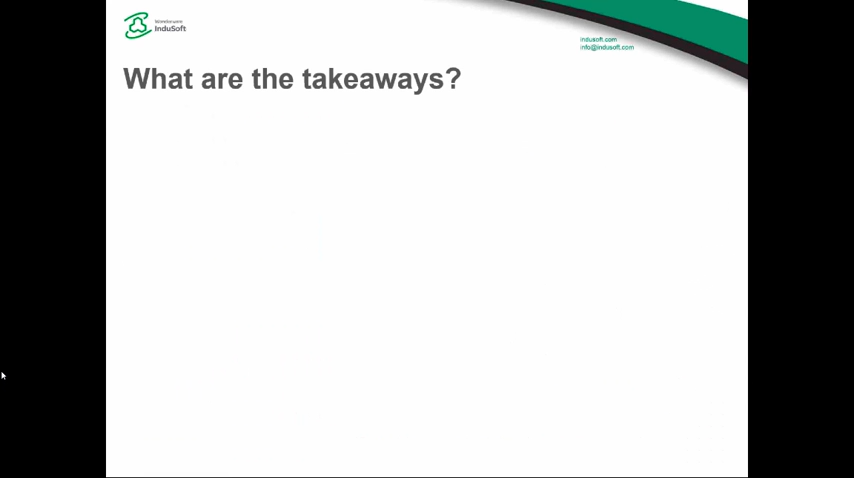 Wonderware
InduSoft
indusoft.com
info@indusoft.com
What are the takeaways?